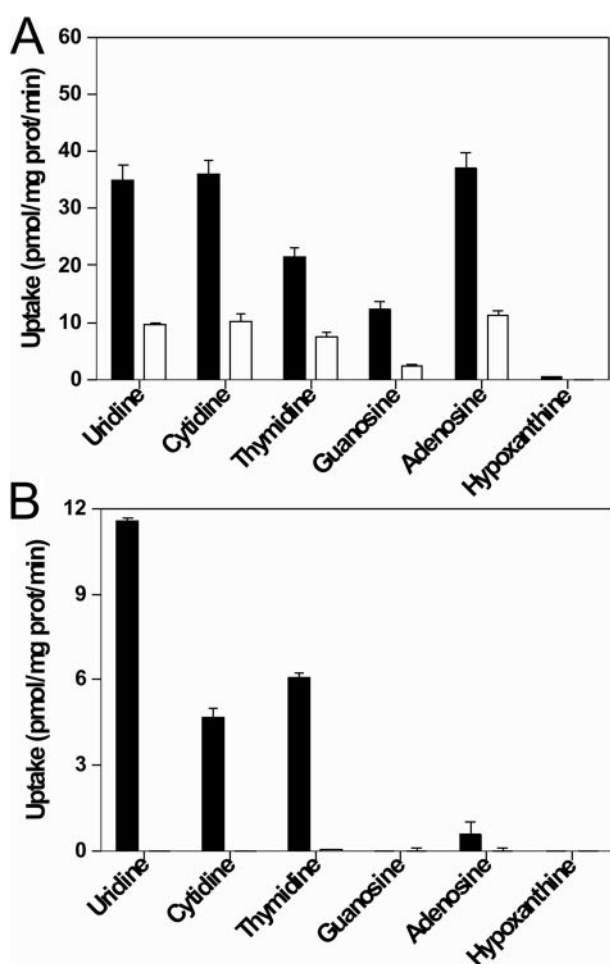 A
60
50
40
30
20
10
0
Uptake (pmol/mg prot/min)
Uridine
Cytidine
Thymidine
Guanosine
Adenosine
Hypoxanthine
B
12
9
6
3
0
Uptake (pmol/mg prot/min)
Uridine
Cytidine
Thymidine
Guanosine
Adenosine
Hypoxanthine